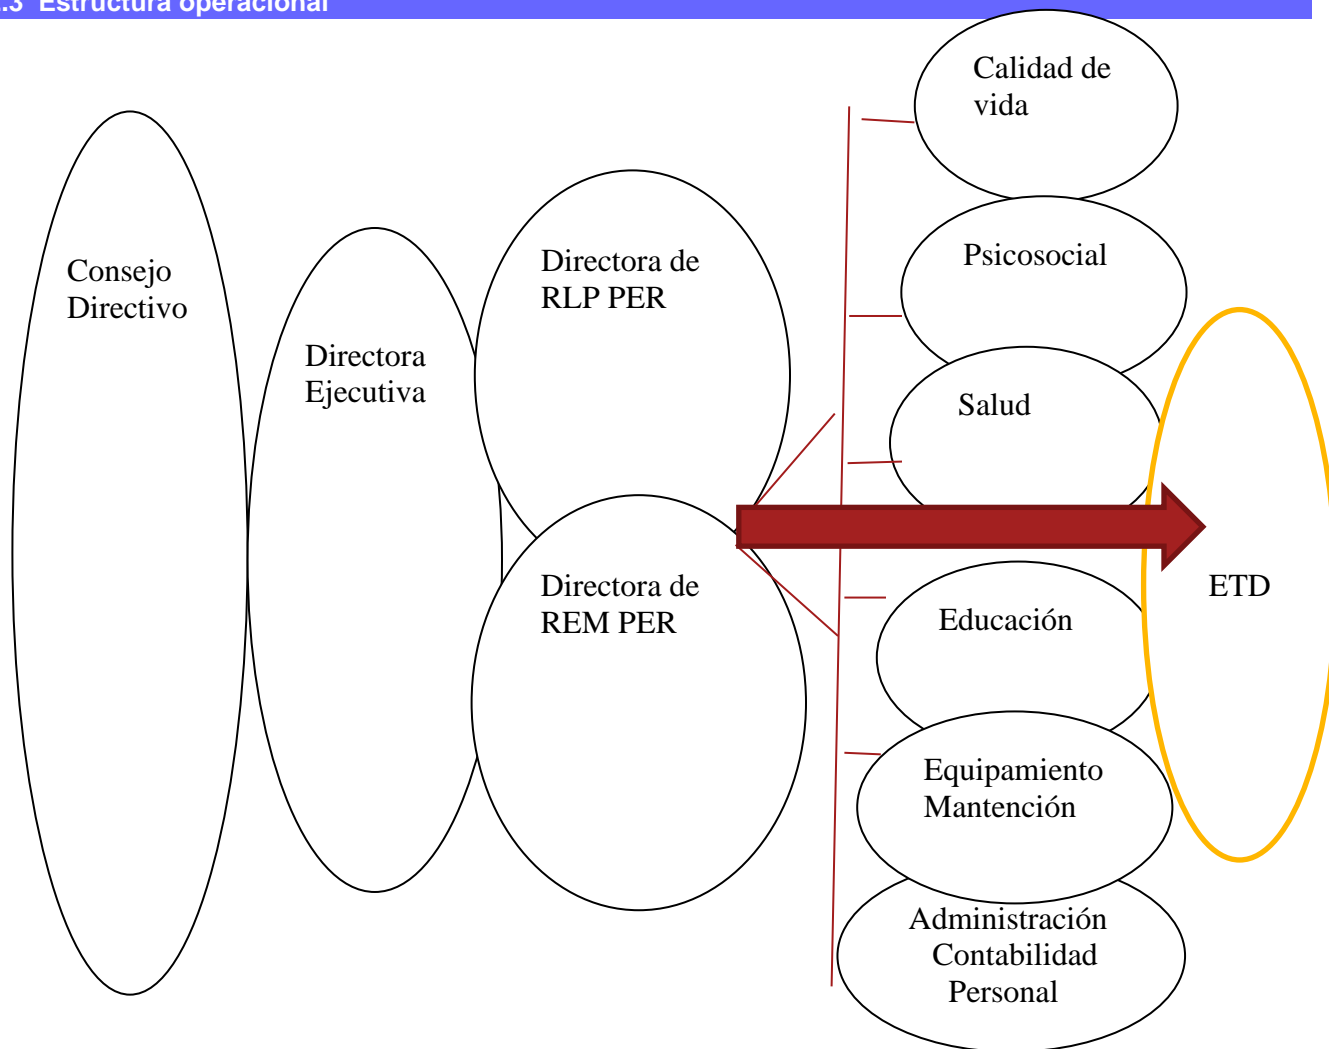 .3 Estructura operacional
Consejo
Directivo
Directora
Ejecutiva
Directora de
RLP PER
Directora de
REM PER
Calidad de
vida
Psicosocial
Salud
Educación
Equipamiento
Mantención
Administración
Contabilidad
Personal
ETD